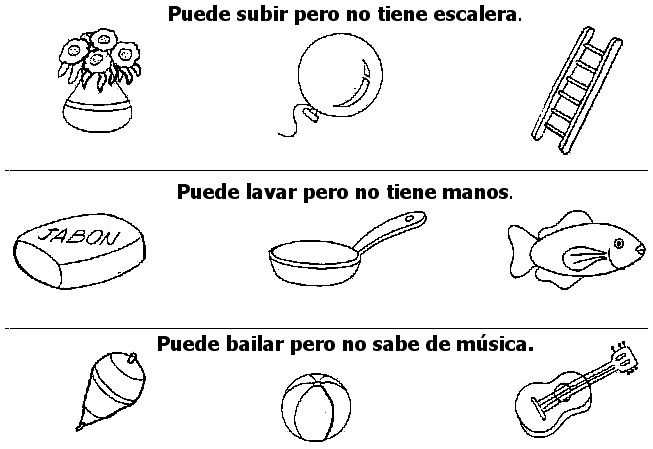 Puede subir pero no tiene escalera.
Puede lavar pero no tiene manos.
JABON
Puede bailar pero no sabe de música.